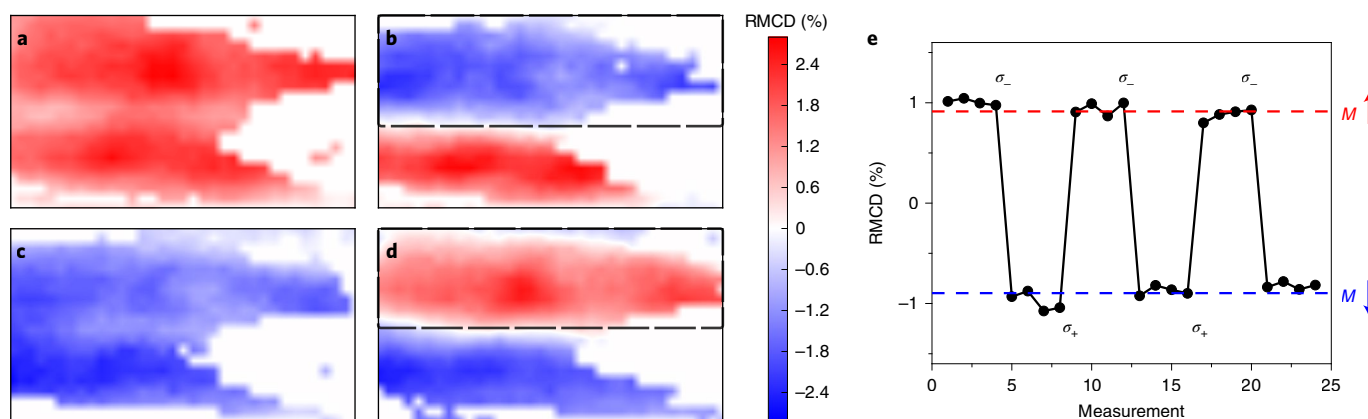 a
b
RMCD (%)
2.4
1.8
1.2
0.6
0
−0.6
−1.2
−1.8
−2.4
c
d
e
RMCD (%)
1
0
−1
σ− σ− σ−
σ+ σ+
M
M
0 5 10 15 20 25
Measurement